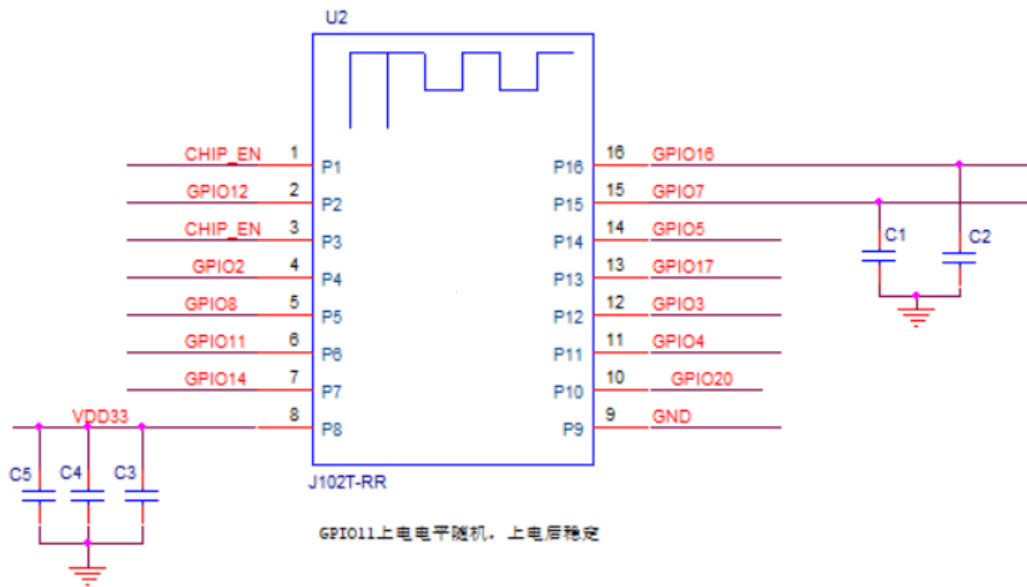 U2
CHIP_EN 1 P1 P16 16 GPIO16
GPIO12 2 P2 P15 15 GPIO7
CHIP_EN 3 P3 P14 14 GPIO5
C1 C2
GPIO2 4 P4 P13 13 GPIO17
GPIO8 5 P5 P12 12 GPIO3
GPIO11 6 P6 P11 11 GPIO4
GPIO14 7 P7 P10 10 GPIO20
VDD33 8 P8 P9 9 GND
C5 C4 C3
J102T-RR
GPIO11上电电平随机，上电后稳定